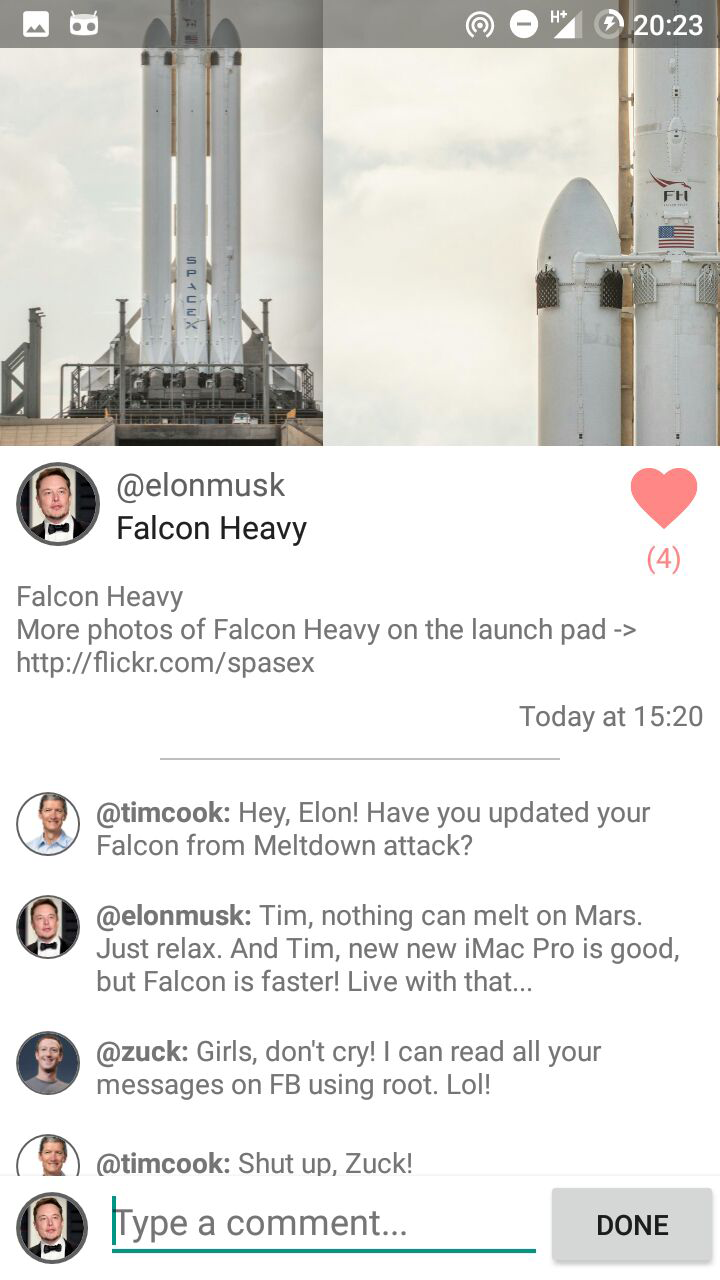 H+
20:23
SPACEX
FH
@elonmusk
Falcon Heavy
(4)
Falcon Heavy
More photos of Falcon Heavy on the launch pad ->
http://flickr.com/spasex
Today at 15:20
@timcook: Hey, Elon! Have you updated your
Falcon from Meltdown attack?
@elonmusk: Tim, nothing can melt on Mars.
Just relax. And Tim, new new iMac Pro is good,
but Falcon is faster! Live with that...
@zuck: Girls, don't cry! I can read all your
messages on FB using root. Lol!
@timcook: Shut up, Zuck!
Type a comment...
DONE